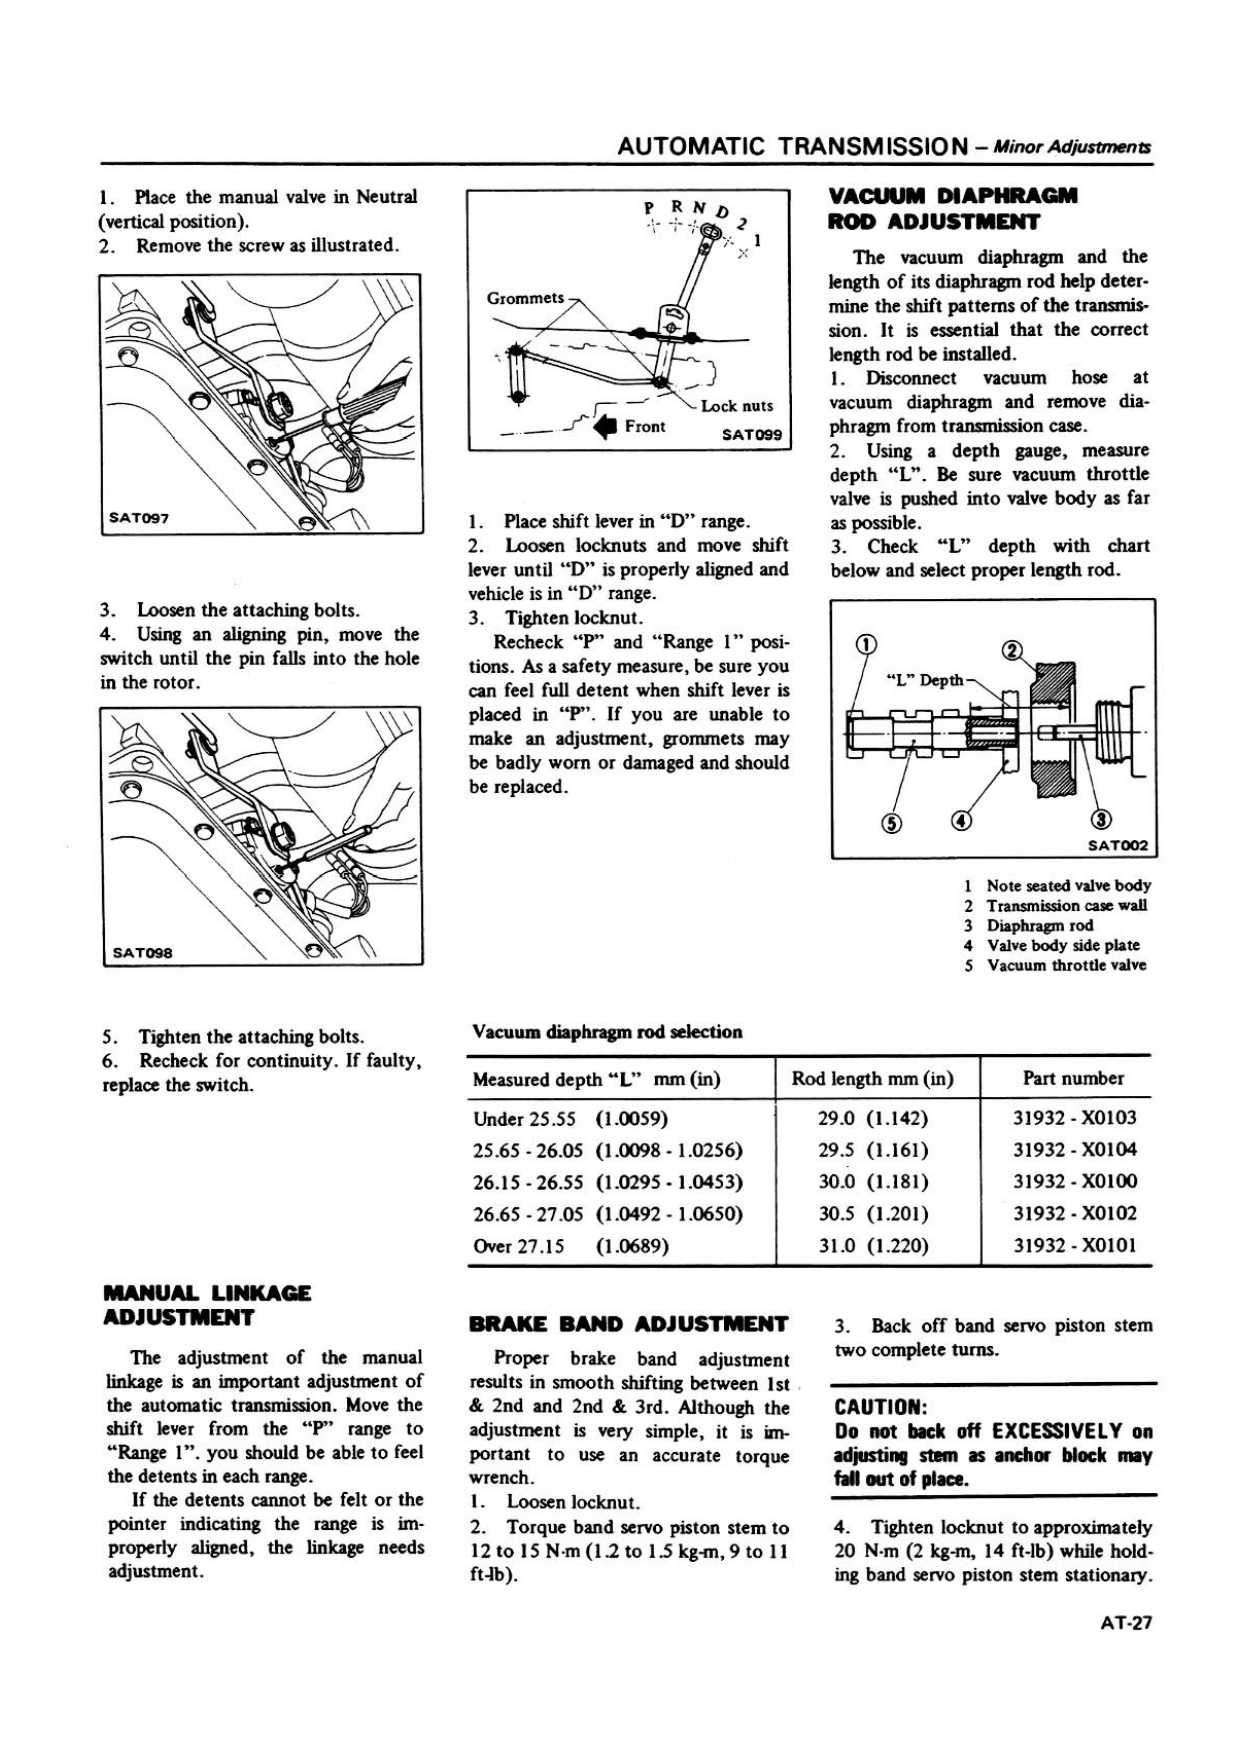 AUTOMATIC TRANSMISSION – Minor Adjustments
1. Place the manual valve in Neutral
(vertical position).
2. Remove the screw as illustrated.
SAT097
3. Loosen the attaching bolts.
4. Using an aligning pin, move the
switch until the pin falls into the hole
in the rotor.
SAT098
5. Tighten the attaching bolts.
6. Recheck for continuity. If faulty,
replace the switch.
MANUAL LINKAGE
ADJUSTMENT
The adjustment of the manual
linkage is an important adjustment of
the automatic transmission. Move the
shift lever from the “P” range to
“Range 1”. you should be able to feel
the detents in each range.
If the detents cannot be felt or the
pointer indicating the range is im-
properly aligned, the linkage needs
adjustment.
P R N D 2 1
Grommets
Lock nuts
Front
SAT099
1. Place shift lever in “D” range.
2. Loosen locknuts and move shift
lever until “D” is properly aligned and
vehicle is in “D” range.
3. Tighten locknut.
Recheck “P” and “Range 1” posi-
tions. As a safety measure, be sure you
can feel full detent when shift lever is
placed in “P”. If you are unable to
make an adjustment, grommets may
be badly worn or damaged and should
be replaced.
VACUUM DIAPHRAGM
ROD ADJUSTMENT
The vacuum diaphragm and the
length of its diaphragm rod help deter-
mine the shift patterns of the transmis-
sion. It is essential that the correct
length rod be installed.
1. Disconnect vacuum hose at
vacuum diaphragm and remove dia-
phragm from transmission case.
2. Using a depth gauge, measure
depth “L”. Be sure vacuum throttle
valve is pushed into valve body as far
as possible.
3. Check “L” depth with chart
below and select proper length rod.
1
2
“L” Depth
5
4
3
SAT002
1 Note seated valve body
2 Transmission case wall
3 Diaphragm rod
4 Valve body side plate
5 Vacuum throttle valve
Vacuum diaphragm rod selection
Measured depth “L” mm (in) Rod length mm (in) Part number
Under 25.55 (1.0059) 29.0 (1.142) 31932 - X0103
25.65 - 26.05 (1.0098 - 1.0256) 29.5 (1.161) 31932 - X0104
26.15 - 26.55 (1.0295 - 1.0453) 30.0 (1.181) 31932 - X0100
26.65 - 27.05 (1.0492 - 1.0650) 30.5 (1.201) 31932 - X0102
Over 27.15 (1.0689) 31.0 (1.220) 31932 - X0101
BRAKE BAND ADJUSTMENT
Proper brake band adjustment
results in smooth shifting between 1st
& 2nd and 2nd & 3rd. Although the
adjustment is very simple, it is im-
portant to use an accurate torque
wrench.
1. Loosen locknut.
2. Torque band servo piston stem to
12 to 15 N·m (1.2 to 1.5 kg-m, 9 to 11
ft-lb).
3. Back off band servo piston stem
two complete turns.
CAUTION:
Do not back off EXCESSIVELY on
adjusting stem as anchor block may
fall out of place.
4. Tighten locknut to approximately
20 N·m (2 kg-m, 14 ft-lb) while hold-
ing band servo piston stem stationary.
AT-27